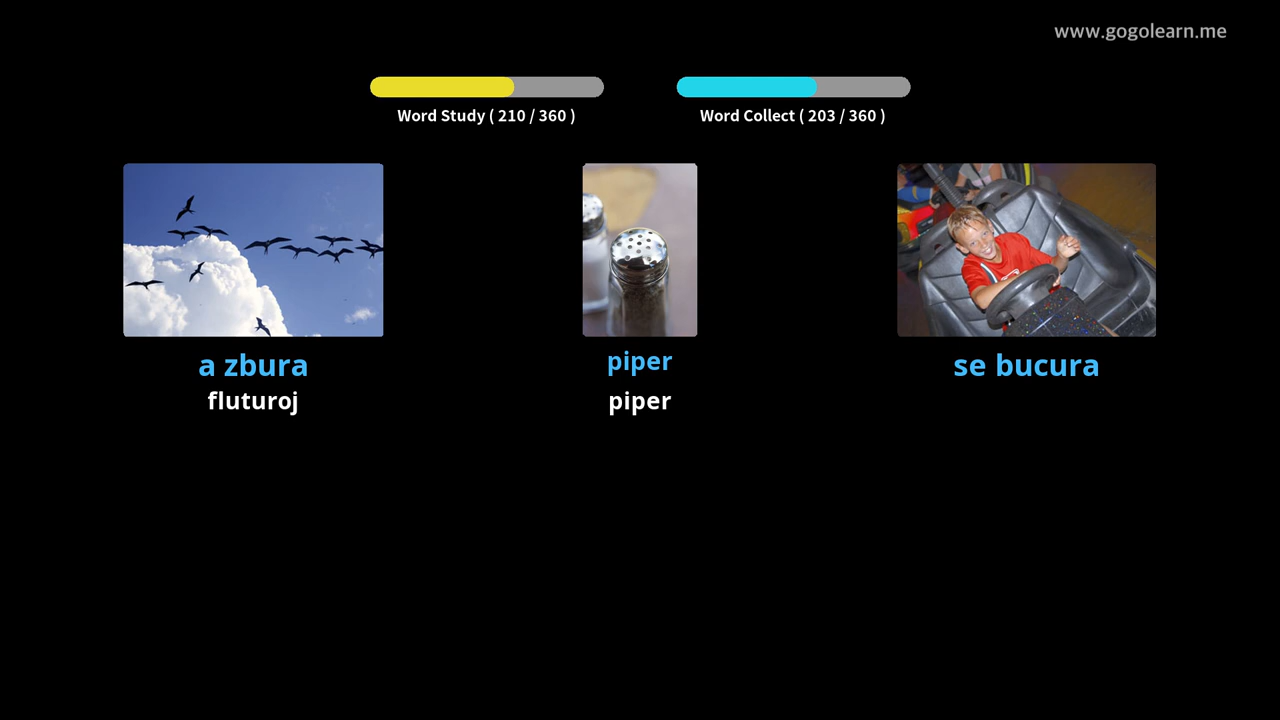 www.gogolearn.me
Word Study ( 210 / 360 )
Word Collect ( 203 / 360 )
a zbura
fluturoj
piper
piper
se bucura